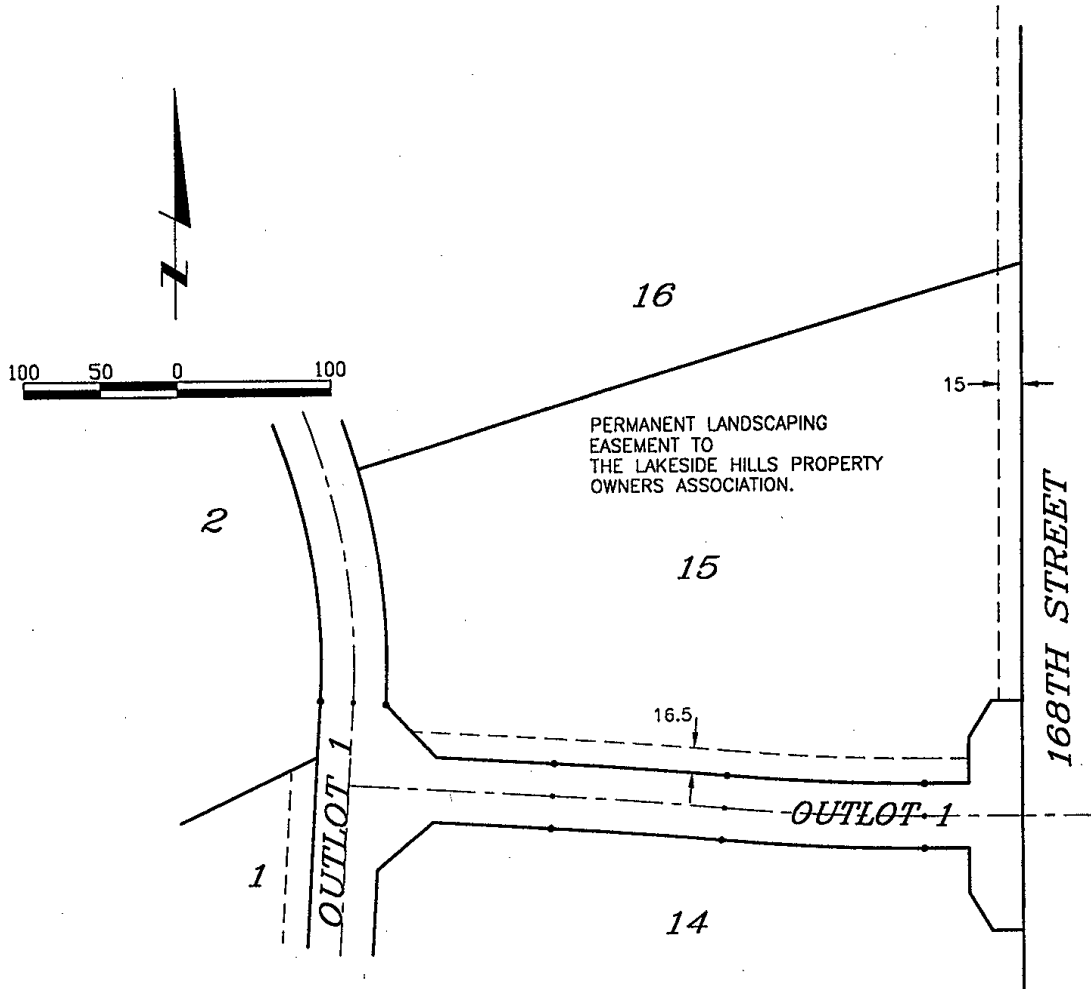 N
100 50 0 100
16
15
PERMANENT LANDSCAPING
EASEMENT TO
THE LAKESIDE HILLS PROPERTY
OWNERS ASSOCIATION.
2
15
168TH STREET
16.5
OUTLOT 1
OUTLOT 1
1
14